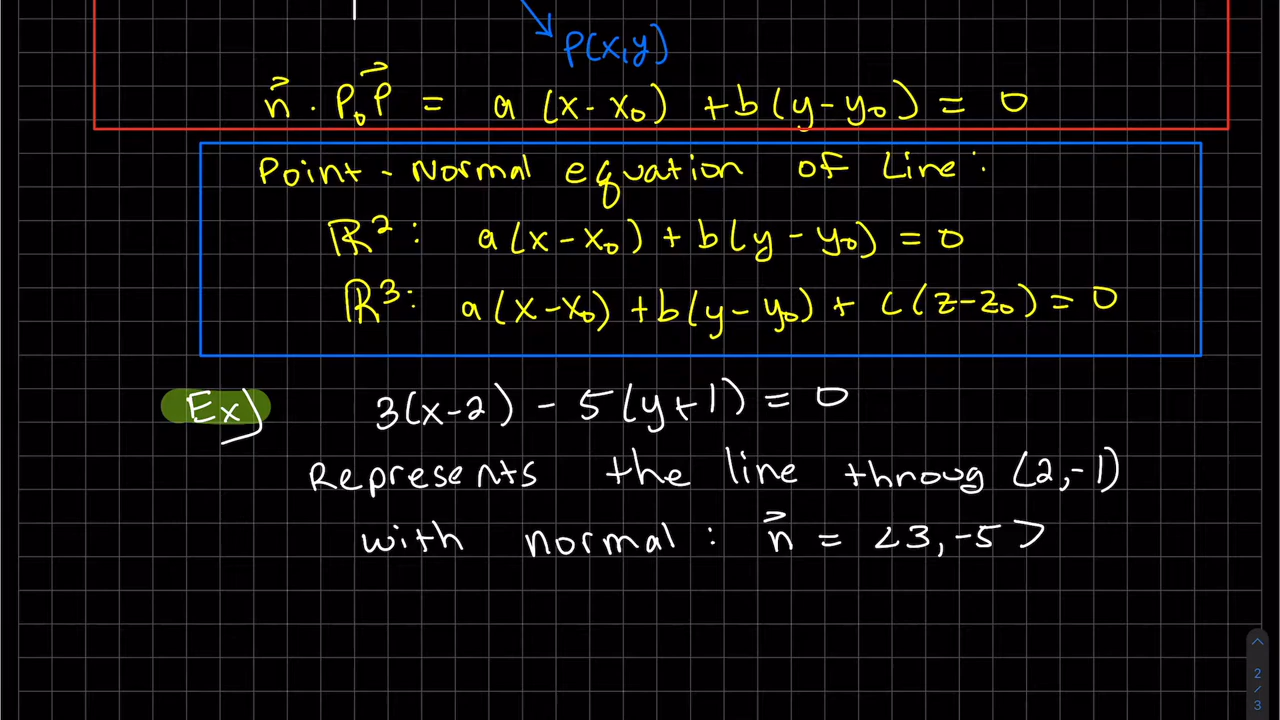 P(x,y)
n⃗ · P₀P⃗ = a (x - x₀) + b(y - y₀) = 0
Point - Normal equation of Line:
ℝ²: a(x - x₀) + b(y - y₀) = 0
ℝ³: a(x - x₀) + b(y - y₀) + c(z - z₀) = 0
Ex) 3(x-2) - 5(y+1) = 0
Represents the line throug (2,-1)
with normal: n⃗ = <3,-5>
2/3